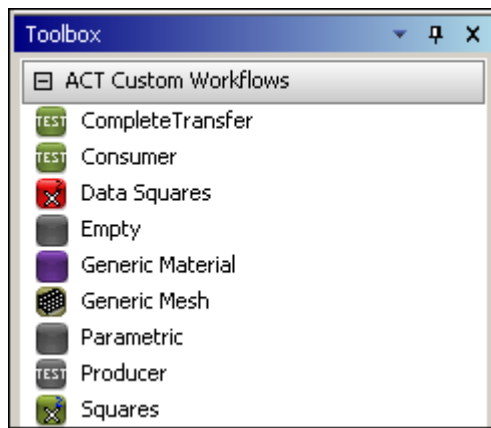 Toolbox
ACT Custom Workflows
TEST CompleteTransfer
TEST Consumer
Data Squares
Empty
Generic Material
Generic Mesh
Parametric
TEST Producer
Squares